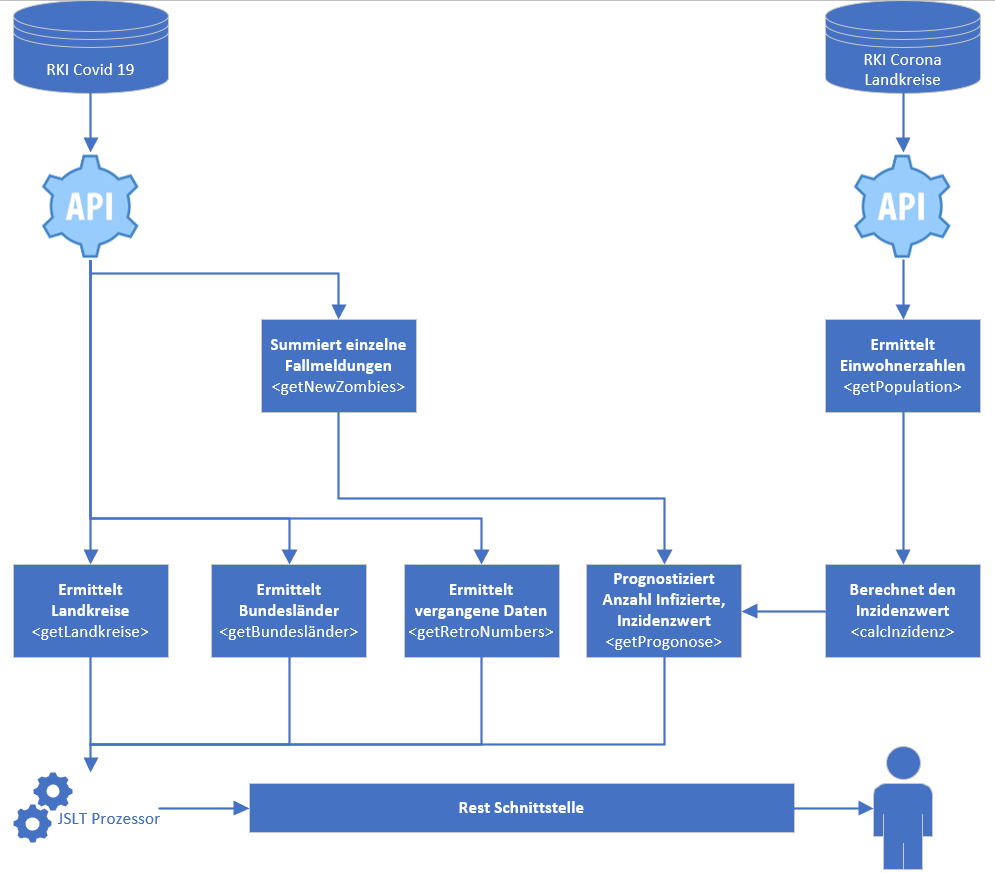 RKI Covid 19
RKI Corona
Landkreise
API
API
Summiert einzelne
Fallmeldungen
<getNewZombies>
Ermittelt
Einwohnerzahlen
<getPopulation>
Ermittelt
Landkreise
<getLandkreise>
Ermittelt
Bundesländer
<getBundesländer>
Ermittelt
vergangene Daten
<getRetroNumbers>
Prognostiziert
Anzahl Infizierte,
Inzidenzwert
<getProgonose>
Berechnet den
Inzidenzwert
<calcInzidenz>
JSLT Prozessor
Rest Schnittstelle